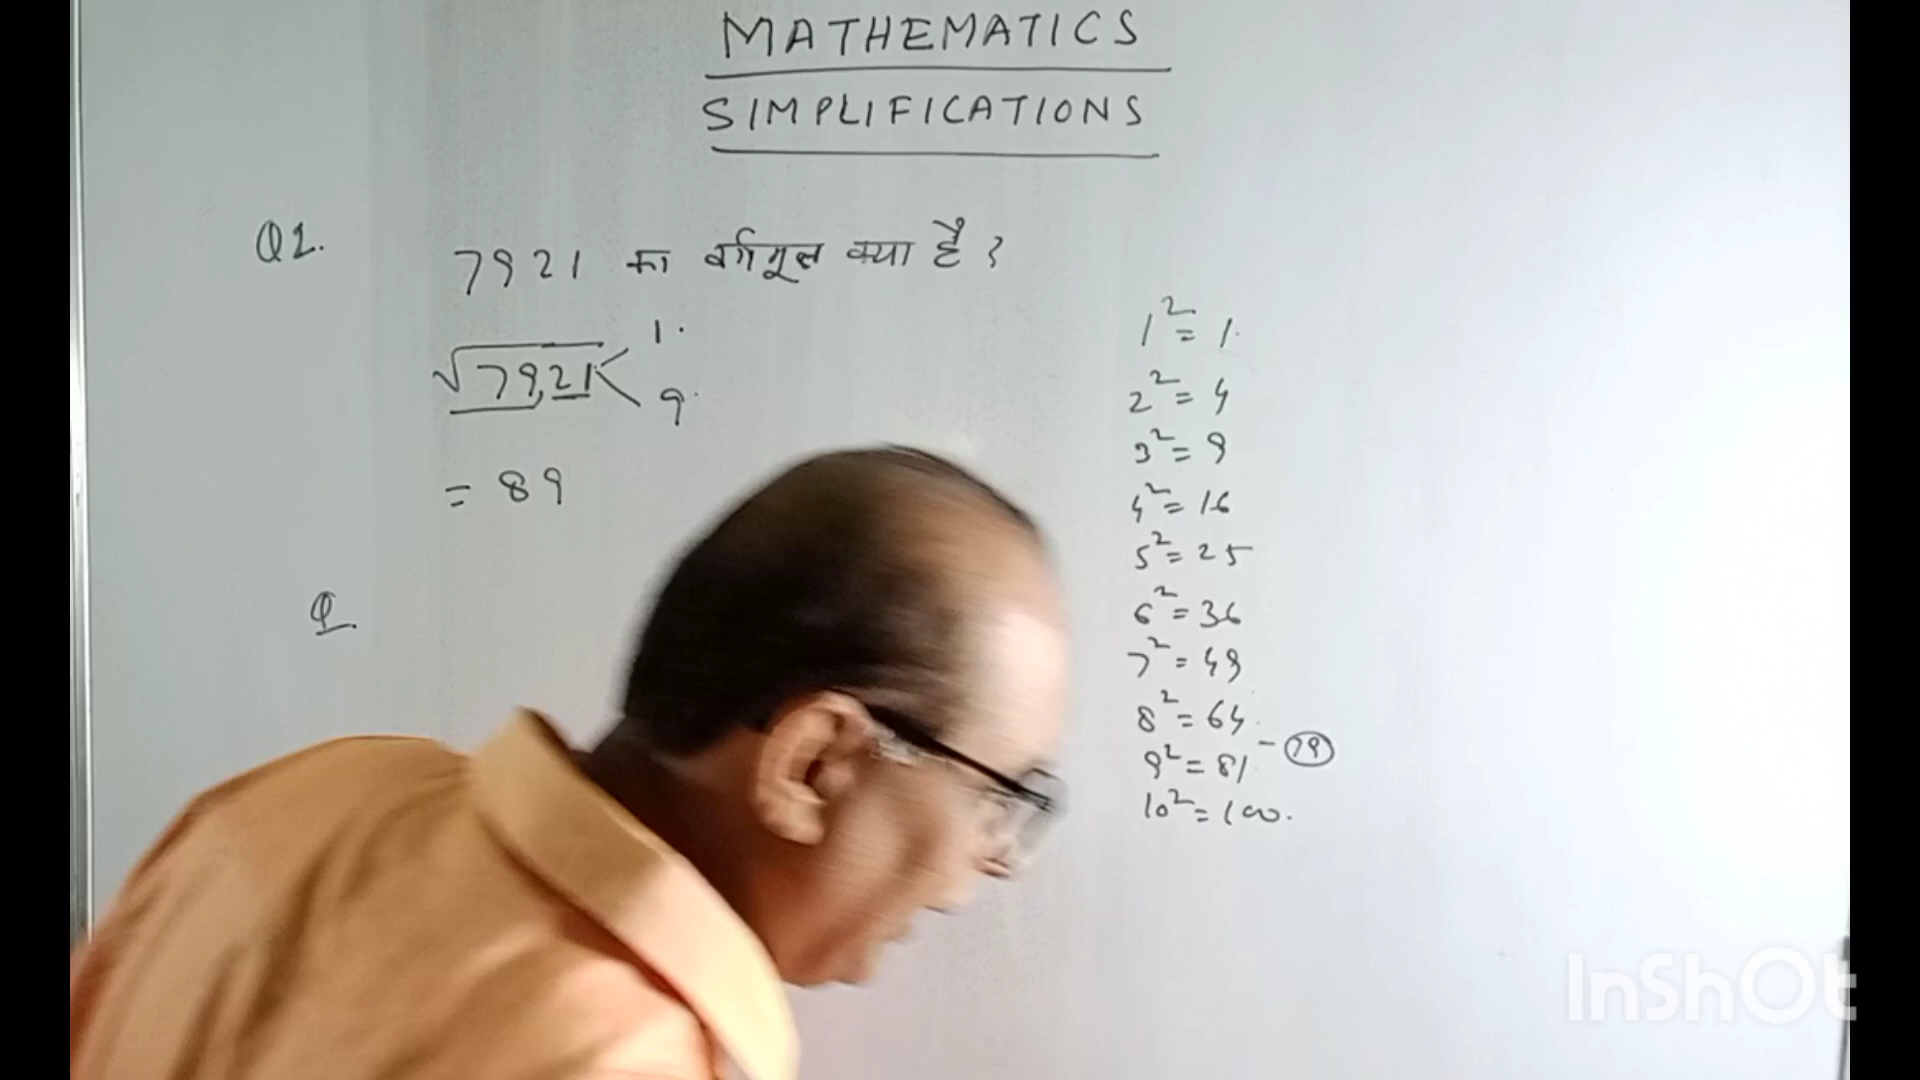 MATHEMATICS
SIMPLIFICATIONS
Q1. 7921 का वर्गमूल क्या है ?
√79,21 < 1.
9.
= 89
Q.
1² = 1.
2² = 4
3² = 9
4² = 16
5² = 25
6² = 36
7² = 49
8² = 64.
9² = 81 - 79
10² = 100.
InShOt